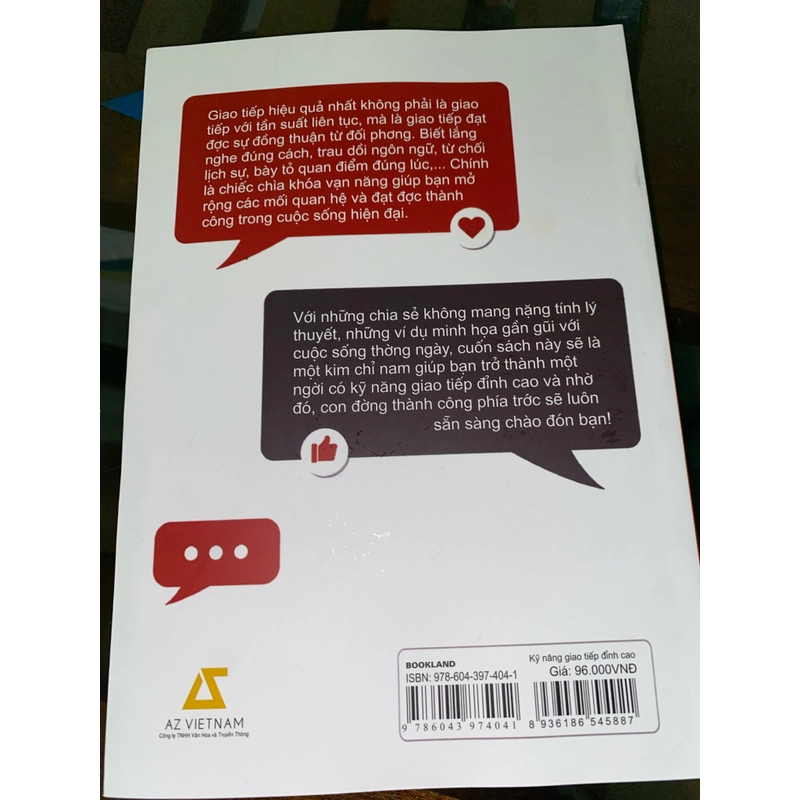 Giao tiếp hiệu quả nhất không phải là giao
tiếp với tần suất liên tục, mà là giao tiếp đạt
đợc sự đồng thuận từ đối phơng. Biết lắng
nghe đúng cách, trau dồi ngôn ngữ, từ chối
lịch sự, bày tỏ quan điểm đúng lúc,... Chính
là chiếc chìa khóa vạn năng giúp bạn mở
rộng các mối quan hệ và đạt đợc thành
công trong cuộc sống hiện đại.
Với những chia sẻ không mang nặng tính lý
thuyết, những ví dụ minh họa gần gũi với
cuộc sống thờng ngày, cuốn sách này sẽ là
một kim chỉ nam giúp bạn trở thành một
ngời có kỹ năng giao tiếp đỉnh cao và nhờ
đó, con đờng thành công phía trớc sẽ luôn
sẵn sàng chào đón bạn!
AZ VIETNAM
Công ty TNHH Văn Hóa và Truyền Thông
BOOKLAND
ISBN: 978-604-397-404-1
9 786043 974041
Kỹ năng giao tiếp đỉnh cao
Giá: 96.000VNĐ
8 936186 545887